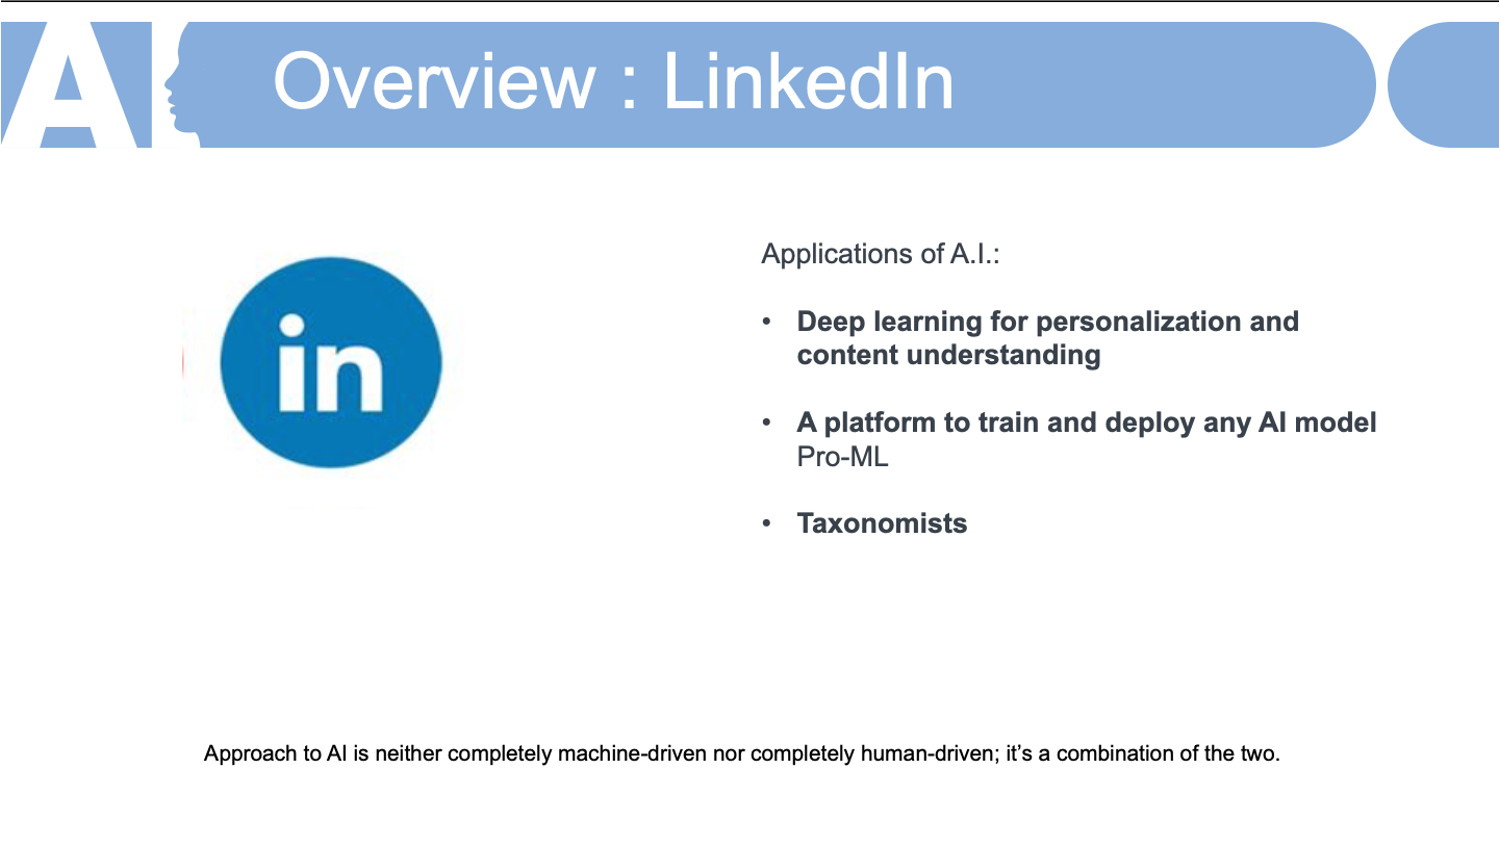 AI
Overview : LinkedIn
in
Applications of A.I.:
• Deep learning for personalization and
content understanding
• A platform to train and deploy any AI model
Pro-ML
• Taxonomists
Approach to AI is neither completely machine-driven nor completely human-driven; it’s a combination of the two.